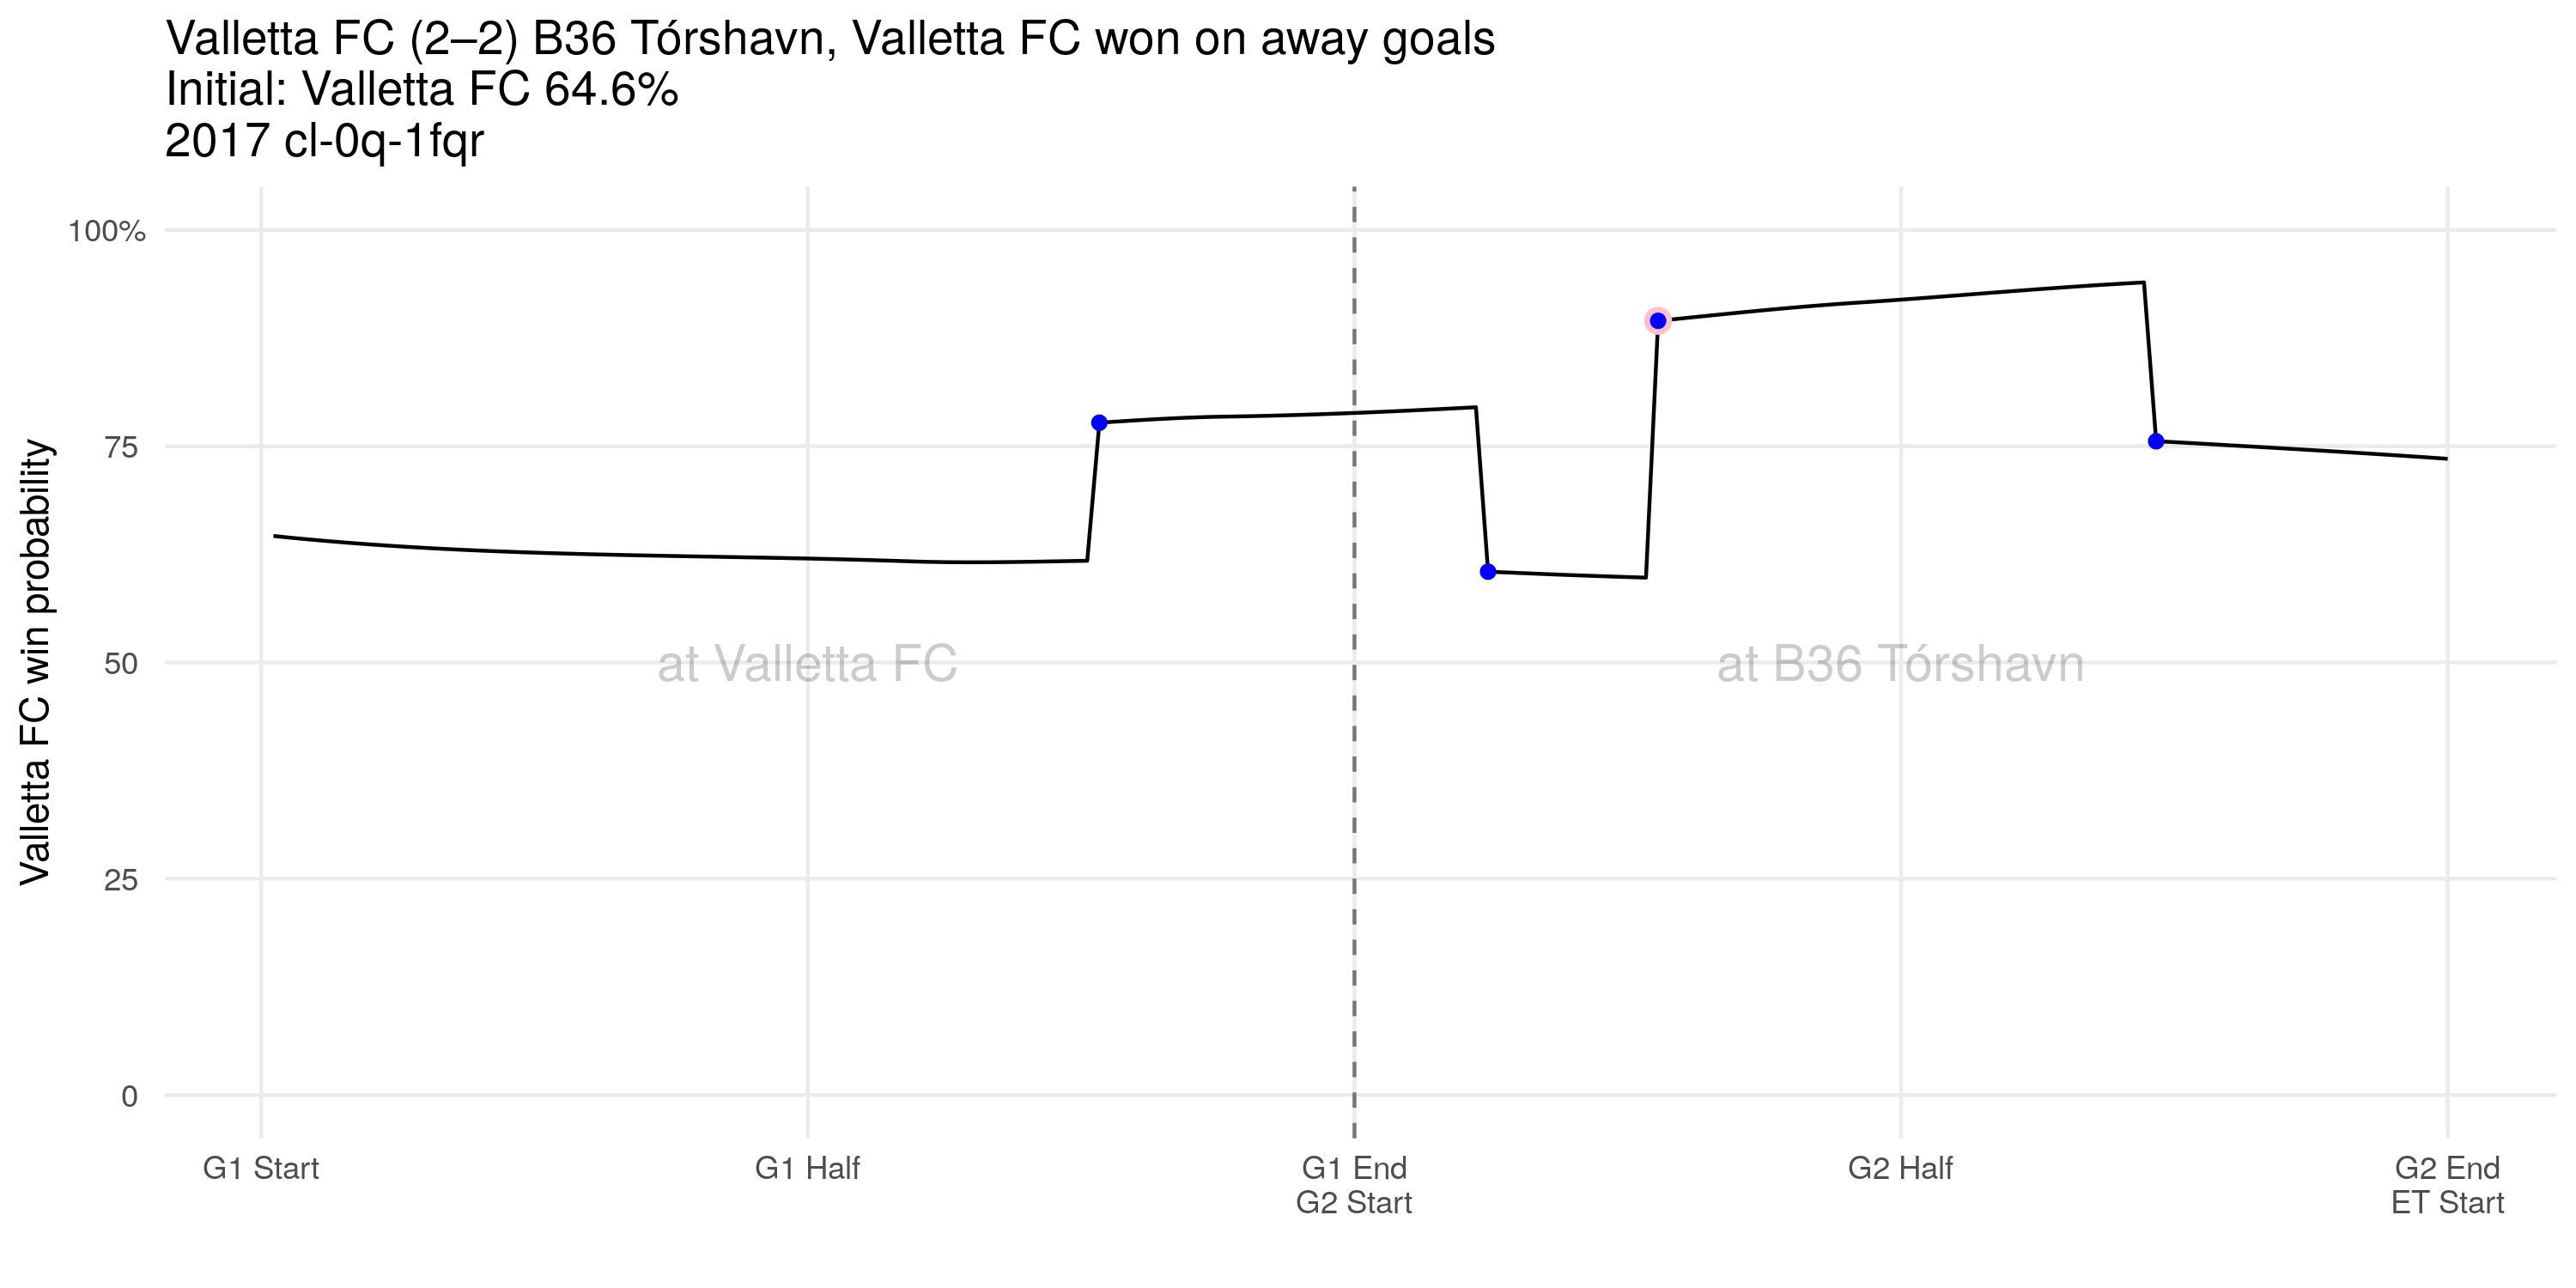 Valletta FC (2–2) B36 Tórshavn, Valletta FC won on away goals
Initial: Valletta FC 64.6%
2017 cl-0q-1fqr
Valletta FC win probability
100%
75
50
25
0
at Valletta FC
at B36 Tórshavn
G1 Start
G1 Half
G1 End
G2 Start
G2 Half
G2 End
ET Start